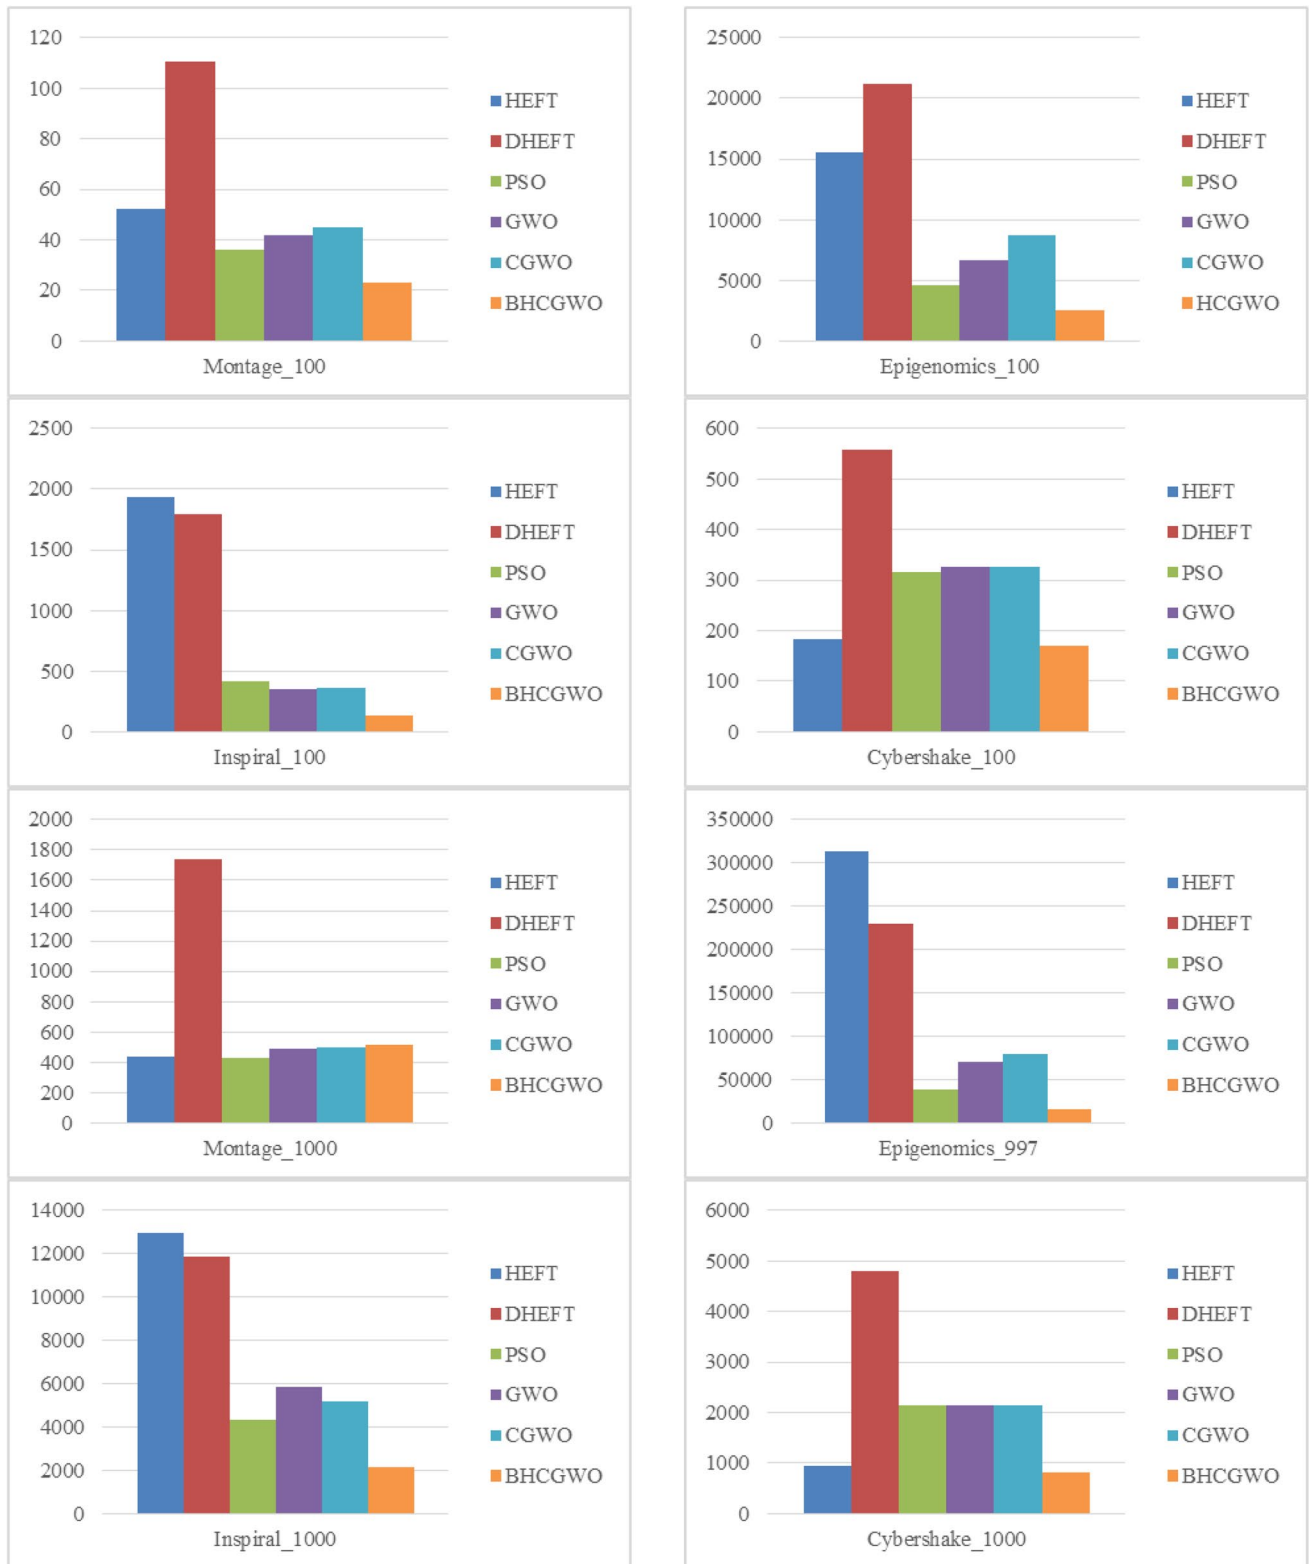 120
100
80
60
40
20
0
Montage_100
HEFT
DHEFT
PSO
GWO
CGWO
BHCGWO
25000
20000
15000
10000
5000
0
Epigenomics_100
HEFT
DHEFT
PSO
GWO
CGWO
HCGWO
2500
2000
1500
1000
500
0
Inspiral_100
HEFT
DHEFT
PSO
GWO
CGWO
BHCGWO
600
500
400
300
200
100
0
Cybershake_100
HEFT
DHEFT
PSO
GWO
CGWO
BHCGWO
2000
1800
1600
1400
1200
1000
800
600
400
200
0
Montage_1000
HEFT
DHEFT
PSO
GWO
CGWO
BHCGWO
350000
300000
250000
200000
150000
100000
50000
0
Epigenomics_997
HEFT
DHEFT
PSO
GWO
CGWO
BHCGWO
14000
12000
10000
8000
6000
4000
2000
0
Inspiral_1000
HEFT
DHEFT
PSO
GWO
CGWO
BHCGWO
6000
5000
4000
3000
2000
1000
0
Cybershake_1000
HEFT
DHEFT
PSO
GWO
CGWO
BHCGWO